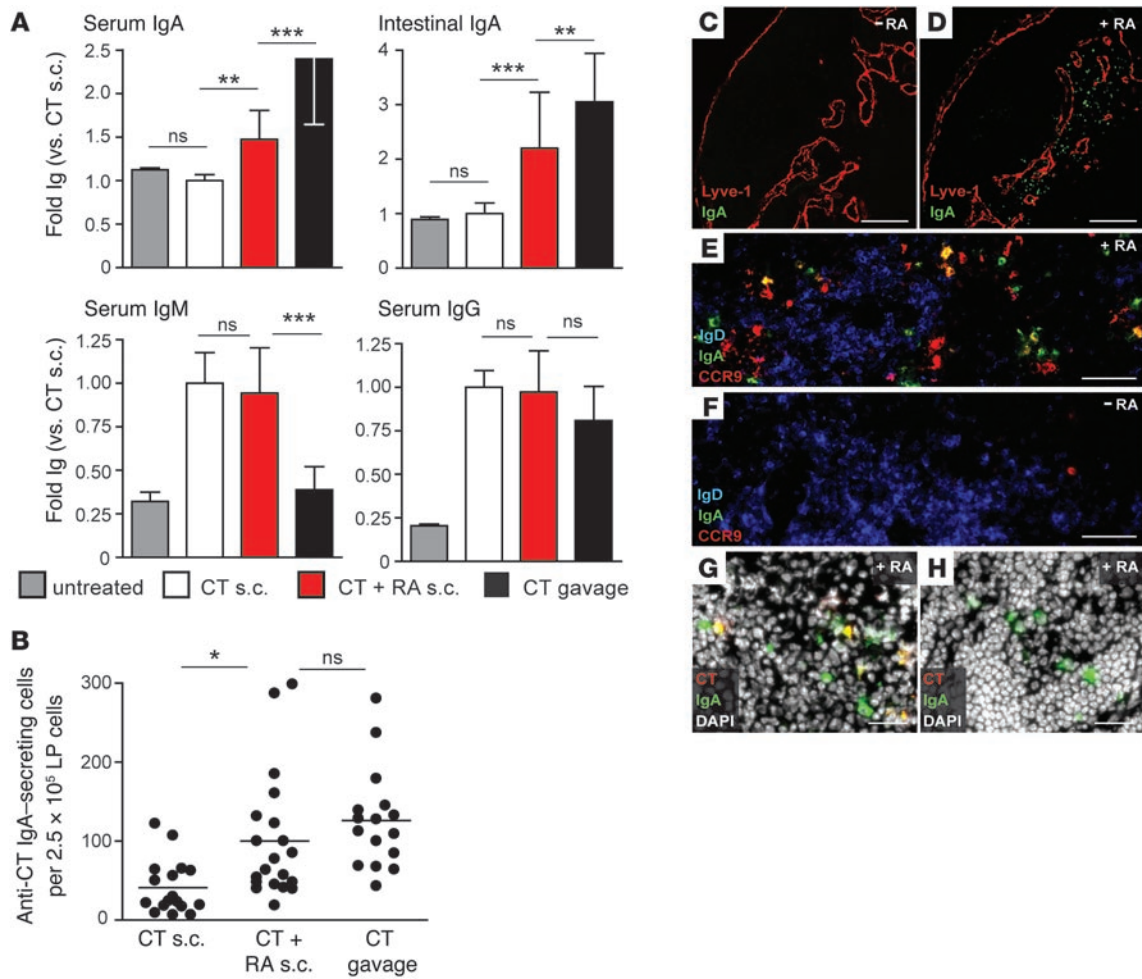 A
Serum IgA
Intestinal IgA
Fold Ig (vs. CT s.c.)
2.5
2.0
1.5
1.0
0.5
0
ns
**
***
4
3
2
1
0
ns
***
**
Serum IgM
Serum IgG
Fold Ig (vs. CT s.c.)
1.25
1.00
0.75
0.50
0.25
0
ns
***
1.25
1.00
0.75
0.50
0.25
0
ns
ns
untreated
CT s.c.
CT + RA s.c.
CT gavage
B
Anti-CT IgA–secreting cells
per 2.5 × 10⁵ LP cells
300
200
100
0
*
ns
CT s.c.
CT +
RA s.c.
CT
gavage
C
– RA
Lyve-1
IgA
D
+ RA
Lyve-1
IgA
E
+ RA
IgD
IgA
CCR9
F
– RA
IgD
IgA
CCR9
G
+ RA
CT
IgA
DAPI
H
+ RA
CT
IgA
DAPI